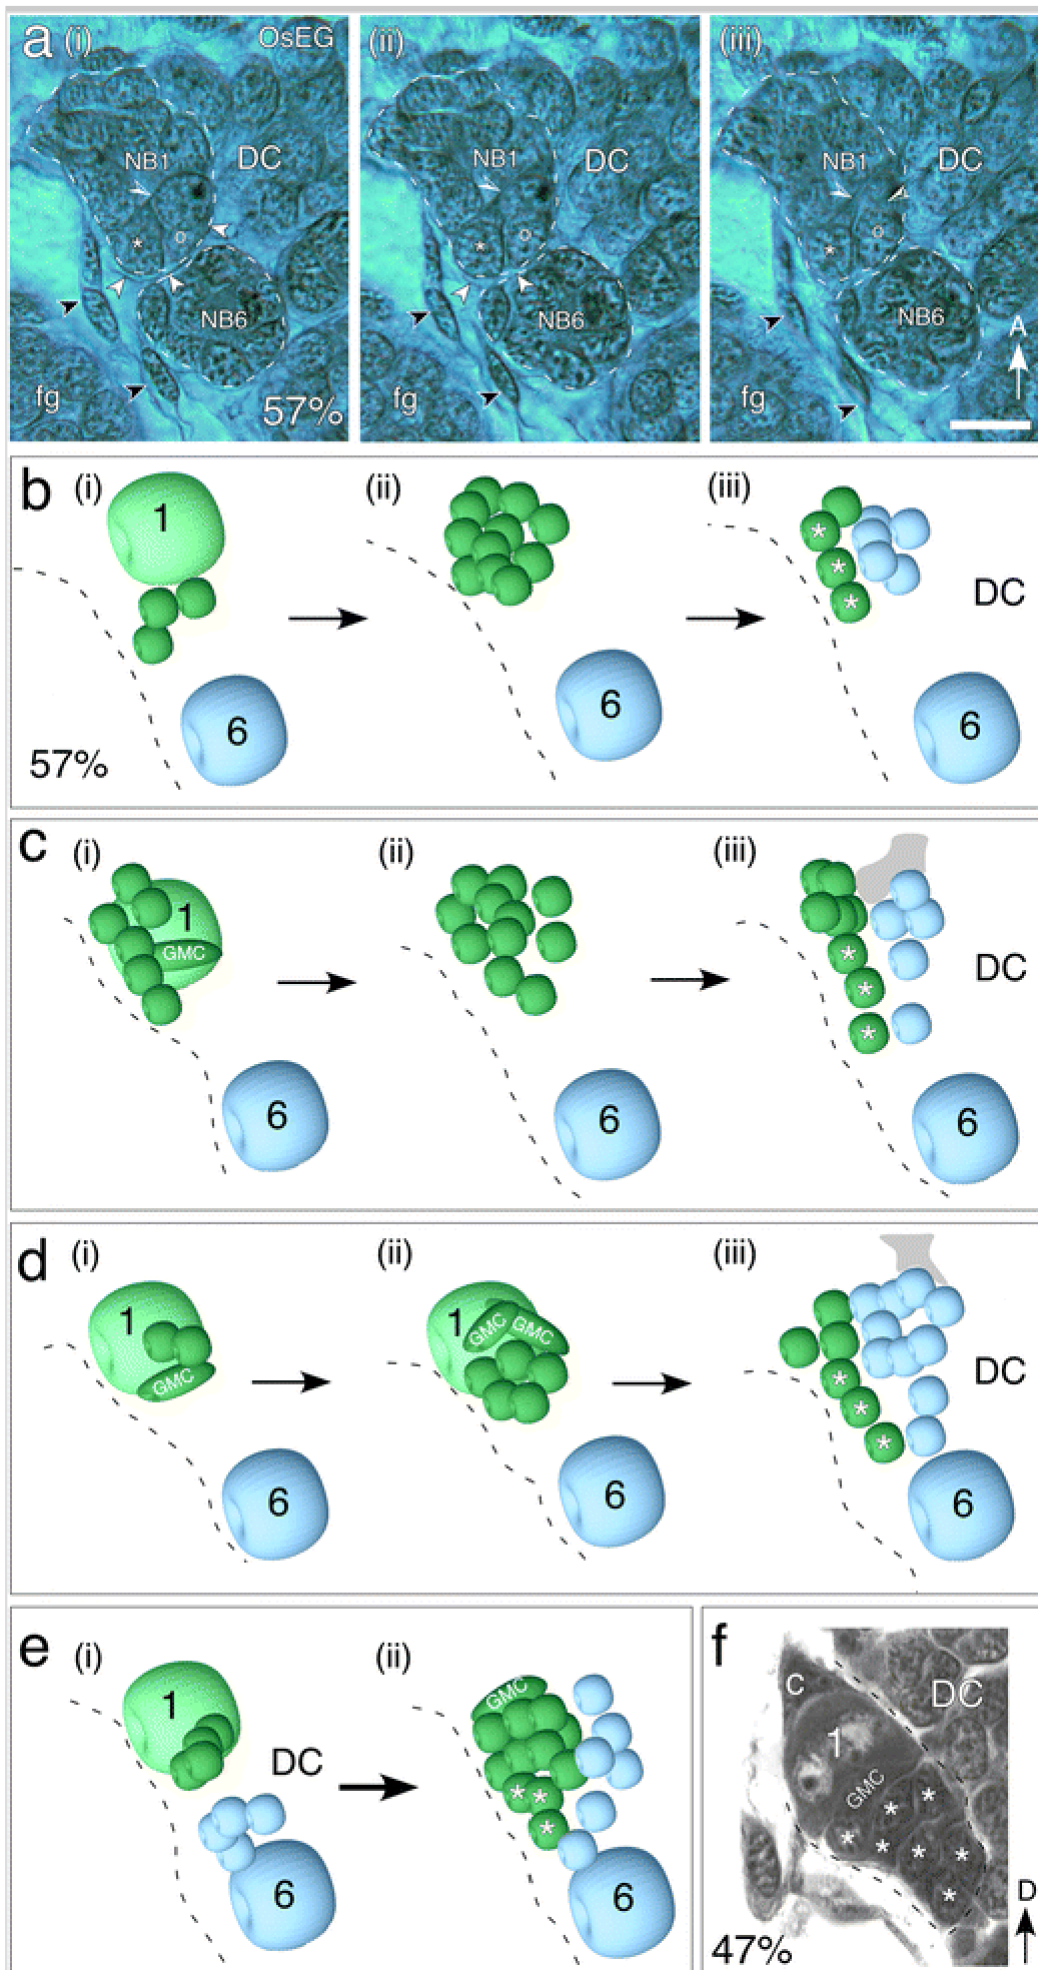 a (i) OsEG (ii) (iii)
NB1 DC NB1 DC NB1 DC
* o * o * o
NB6 NB6 NB6 A
fg 57% fg fg
b (i) (ii) (iii)
1
* * *
DC
6 6 6
57%
c (i) (ii) (iii)
1
GMC
* * *
DC
6 6 6
d (i) (ii) (iii)
1 1
GMC GMC GMC
* * *
DC
6 6 6
e (i) (ii)
1 GMC
DC
* * *
6 6
f
C DC
1
GMC
* * * * * * *
D
47%